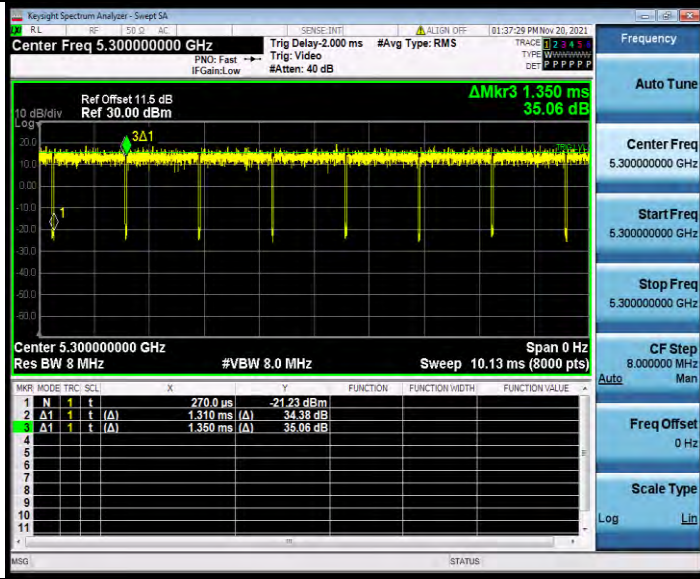 Keysight Spectrum Analyzer - Swept SA
RL RF 50 Ω AC SENSE:INT ALIGN OFF 01:37:29 PM Nov 20, 2021
Center Freq 5.300000000 GHz
PNO: Fast
IFGain:Low
Trig Delay-2.000 ms
Trig: Video
#Atten: 40 dB
#Avg Type: RMS
TRACE 1 2 3 4 5 6
TYPE WWWWWW
DET P P P P P P
ΔMkr3 1.350 ms
35.06 dB
Ref Offset 11.5 dB
10 dB/div Ref 30.00 dBm
Log
20.0
10.0
0.00
-10.0
-20.0
-30.0
-40.0
-50.0
-60.0
3Δ1
TRIG LVL
1
Center 5.300000000 GHz Span 0 Hz
Res BW 8 MHz #VBW 8.0 MHz Sweep 10.13 ms (8000 pts)
MKR MODE TRC SCL X Y FUNCTION FUNCTION WIDTH FUNCTION VALUE
1 N 1 t 270.0 µs -21.23 dBm
2 Δ1 1 t (Δ) 1.310 ms (Δ) 34.38 dB
3 Δ1 1 t (Δ) 1.350 ms (Δ) 35.06 dB
4
5
6
7
8
9
10
11
MSG STATUS
Frequency
Auto Tune
Center Freq
5.300000000 GHz
Start Freq
5.300000000 GHz
Stop Freq
5.300000000 GHz
CF Step
8.000000 MHz
Auto Man
Freq Offset
0 Hz
Scale Type
Log Lin